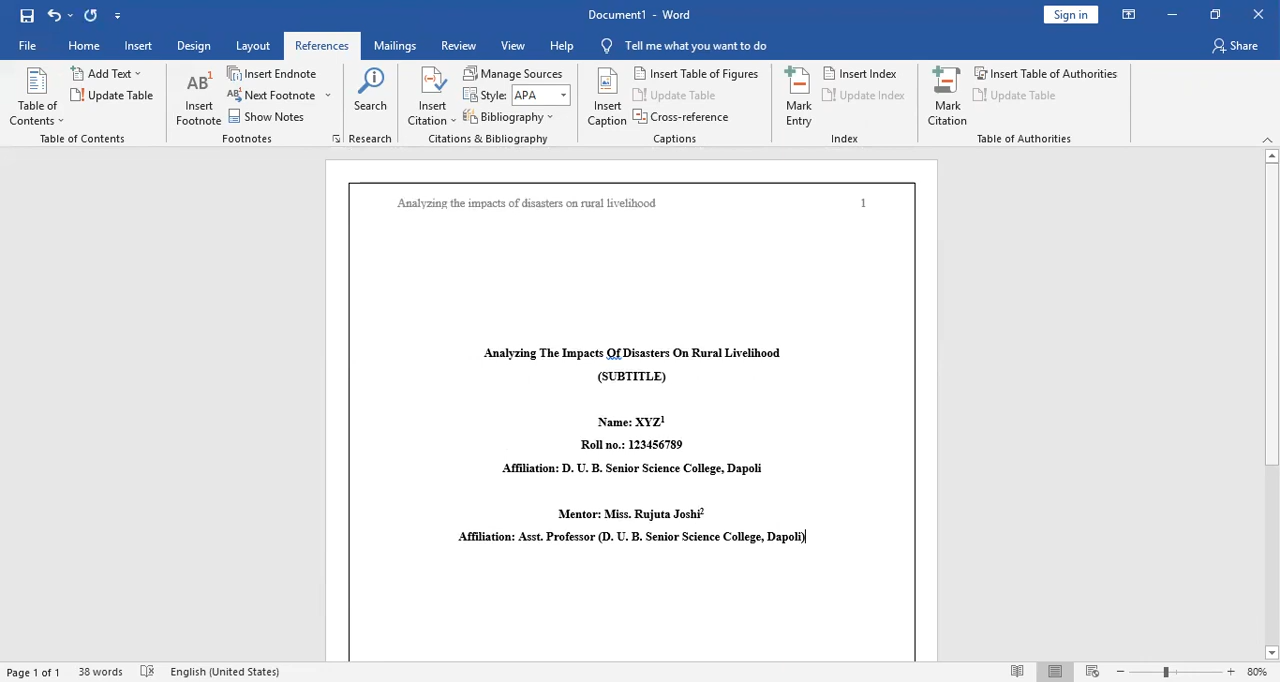 Document1 - Word
Sign in
File Home Insert Design Layout References Mailings Review View Help Tell me what you want to do Share
Table of Contents
Add Text
Update Table
Table of Contents
AB1 Insert Footnote
Insert Endnote
Next Footnote
Show Notes
Footnotes
Search
Research
Insert Citation
Manage Sources
Style: APA
Bibliography
Citations & Bibliography
Insert Caption
Insert Table of Figures
Update Table
Cross-reference
Captions
Mark Entry
Insert Index
Update Index
Index
Mark Citation
Insert Table of Authorities
Update Table
Table of Authorities
Analyzing the impacts of disasters on rural livelihood 1
Analyzing The Impacts Of Disasters On Rural Livelihood
(SUBTITLE)
Name: XYZ1
Roll no.: 123456789
Affiliation: D. U. B. Senior Science College, Dapoli
Mentor: Miss. Rujuta Joshi2
Affiliation: Asst. Professor (D. U. B. Senior Science College, Dapoli)
Page 1 of 1 38 words English (United States) 80%